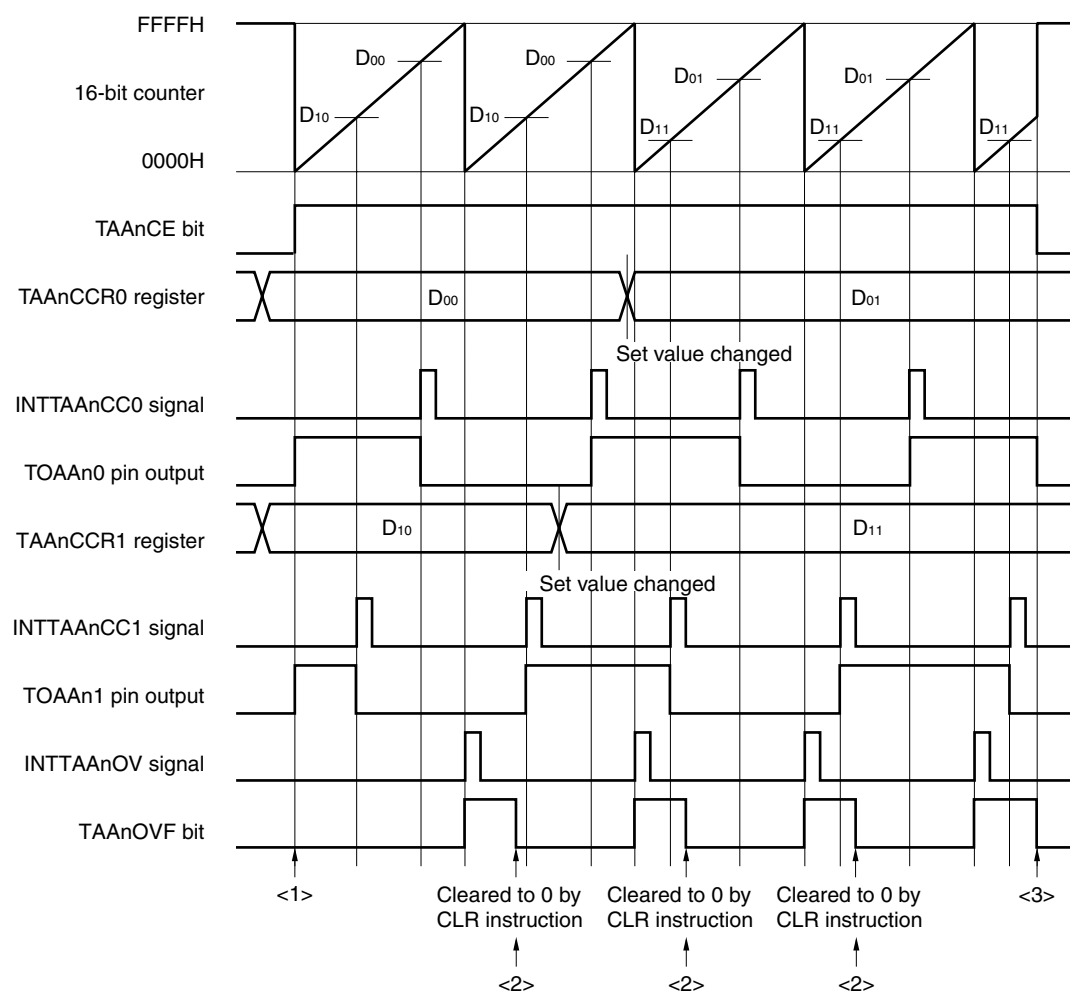 FFFFH
D00 D00
D01 D01
16-bit counter
D10 D10
D11 D11 D11
0000H
TAAnCE bit
TAAnCCR0 register
D00 D01
Set value changed
INTTAAnCC0 signal
TOAAn0 pin output
TAAnCCR1 register
D10 D11
Set value changed
INTTAAnCC1 signal
TOAAn1 pin output
INTTAAnOV signal
TAAnOVF bit
<1>
Cleared to 0 by
CLR instruction
<2>
Cleared to 0 by
CLR instruction
<2>
Cleared to 0 by
CLR instruction
<2>
<3>